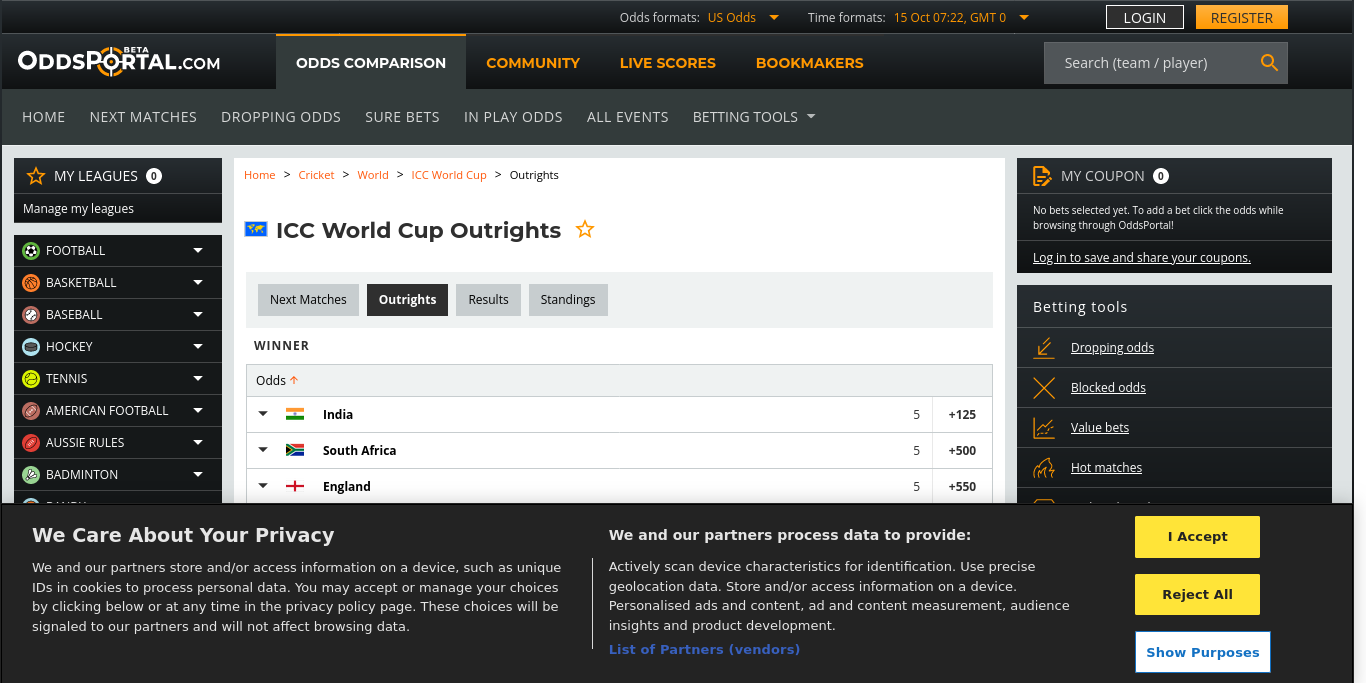 Odds formats: US Odds
Time formats: 15 Oct 07:22, GMT 0
LOGIN
REGISTER
ODDSPORTAL.COM
BETA
ODDS COMPARISON
COMMUNITY
LIVE SCORES
BOOKMAKERS
Search (team / player)
HOME
NEXT MATCHES
DROPPING ODDS
SURE BETS
IN PLAY ODDS
ALL EVENTS
BETTING TOOLS
MY LEAGUES 0
Manage my leagues
FOOTBALL
BASKETBALL
BASEBALL
HOCKEY
TENNIS
AMERICAN FOOTBALL
AUSSIE RULES
BADMINTON
Home > Cricket > World > ICC World Cup > Outrights
ICC World Cup Outrights
Next Matches
Outrights
Results
Standings
WINNER
Odds
India 5 +125
South Africa 5 +500
England 5 +550
MY COUPON 0
No bets selected yet. To add a bet click the odds while
browsing through OddsPortal!
Log in to save and share your coupons.
Betting tools
Dropping odds
Blocked odds
Value bets
Hot matches
We Care About Your Privacy
We and our partners store and/or access information on a device, such as unique
IDs in cookies to process personal data. You may accept or manage your choices
by clicking below or at any time in the privacy policy page. These choices will be
signaled to our partners and will not affect browsing data.
We and our partners process data to provide:
Actively scan device characteristics for identification. Use precise
geolocation data. Store and/or access information on a device.
Personalised ads and content, ad and content measurement, audience
insights and product development.
List of Partners (vendors)
I Accept
Reject All
Show Purposes